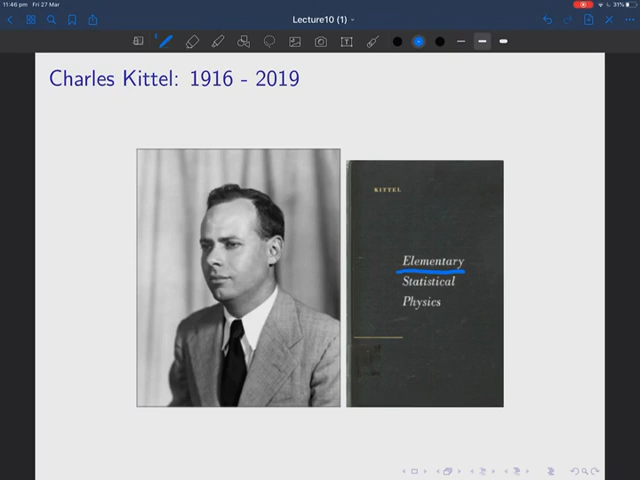 11:46 pm Fri 27 Mar
31%
Lecture10 (1)
T
Charles Kittel: 1916 - 2019
KITTEL
Elementary
Statistical
Physics